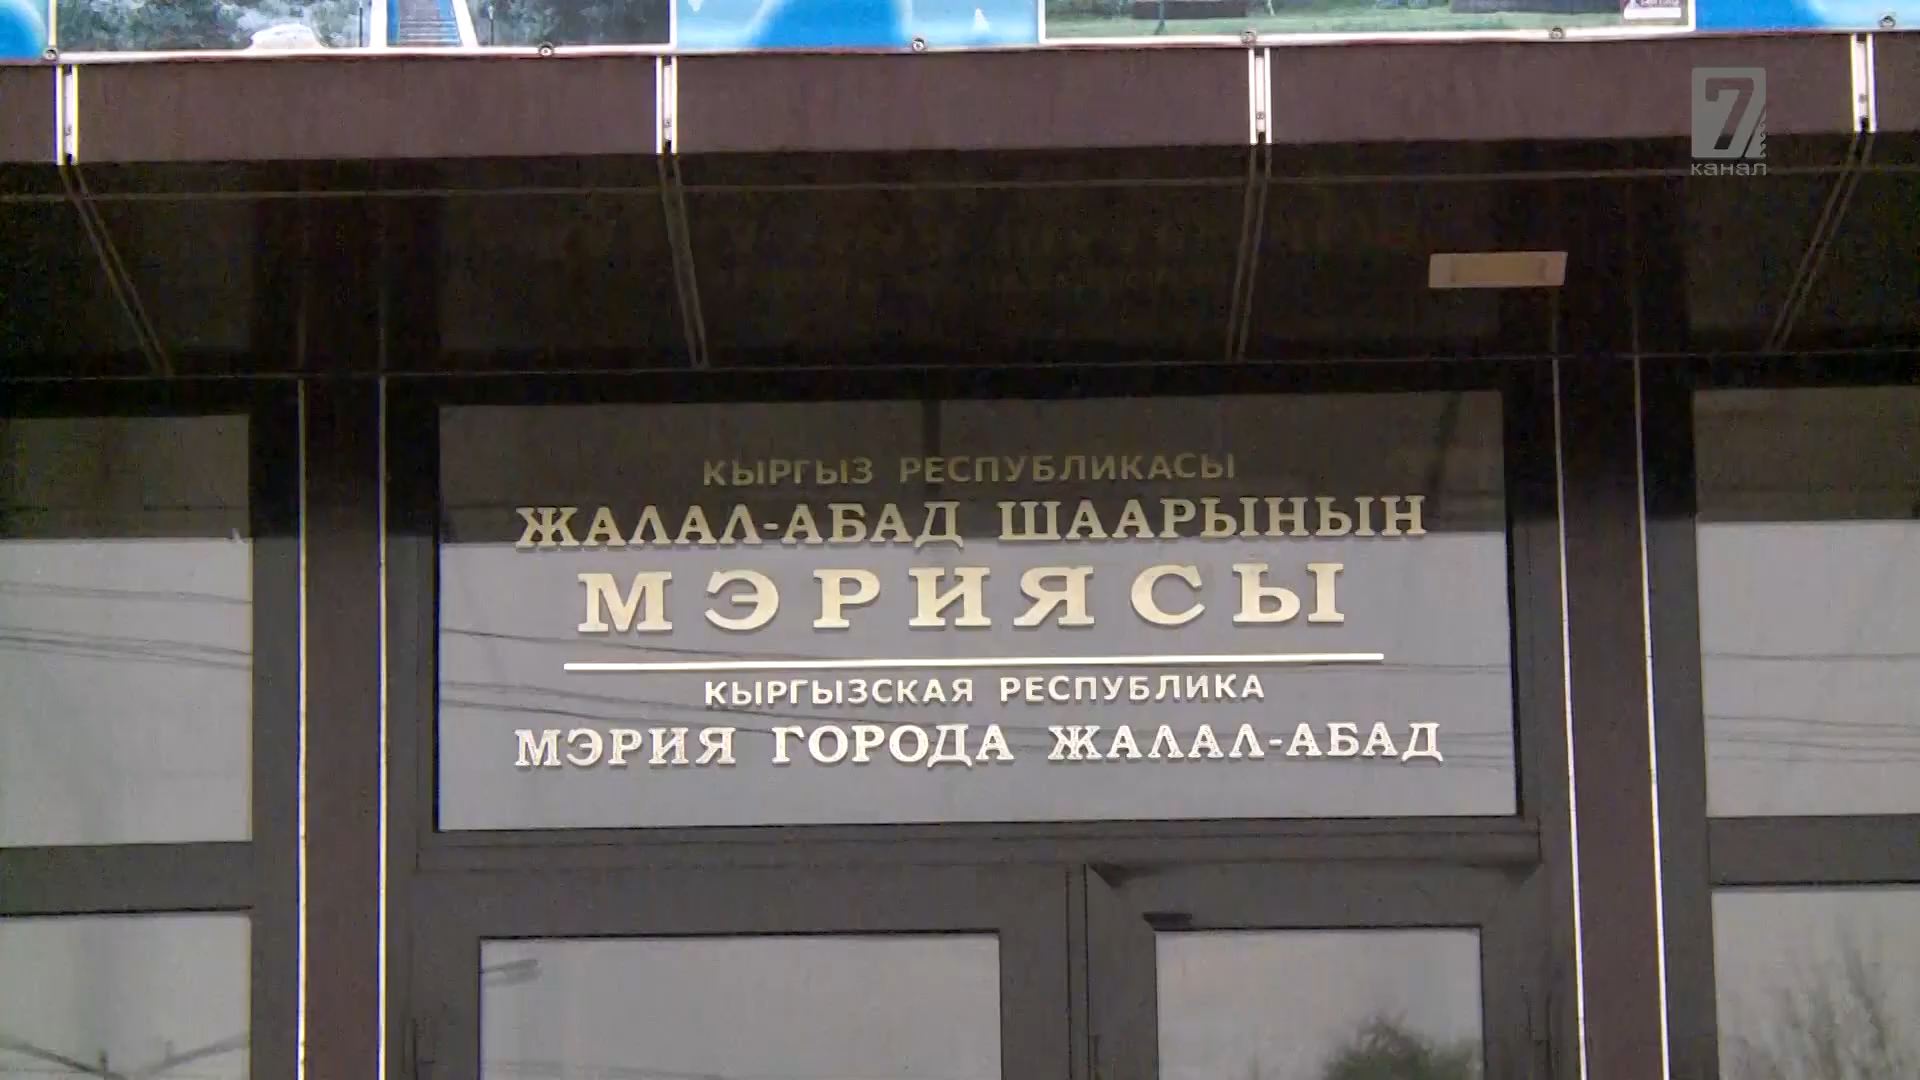 7
канал
КЫРГЫЗ РЕСПУБЛИКАСЫ
ЖАЛАЛ-АБАД ШААРЫНЫН
МЭРИЯСЫ
КЫРГЫЗСКАЯ РЕСПУБЛИКА
МЭРИЯ ГОРОДА ЖАЛАЛ-АБАД